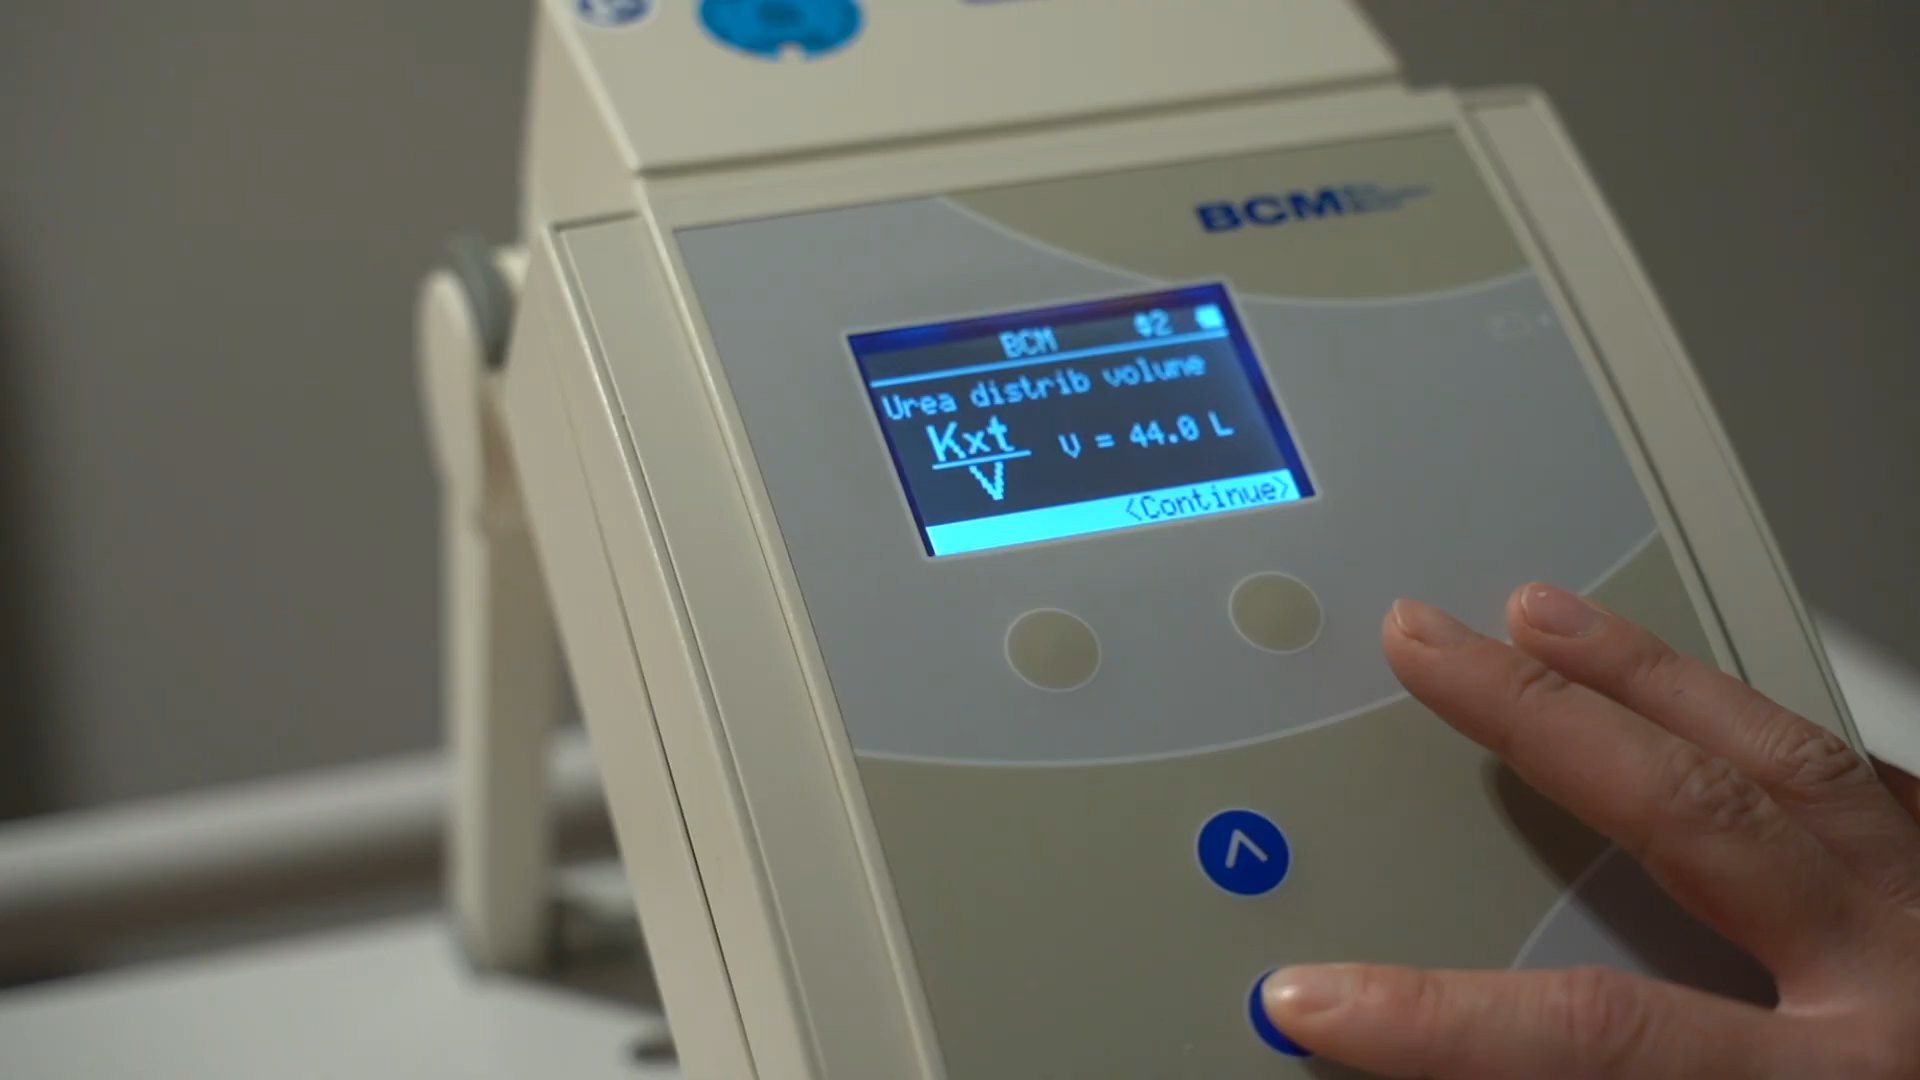 BCM
BCM 2
Urea distrib volume
Kxt
V
V = 44.0 L
<Continue>